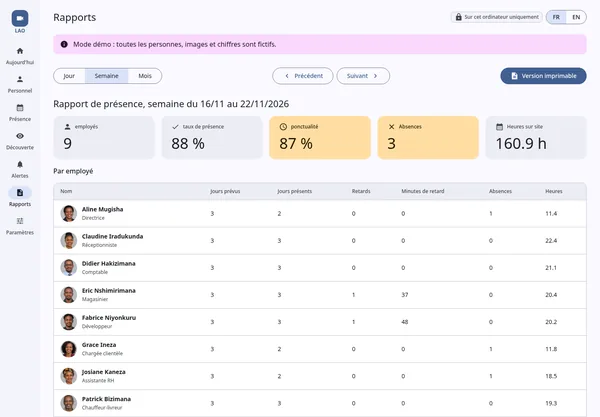 Rapports
Sur cet ordinateur uniquement
FR
EN
LAO
Mode démo : toutes les personnes, images et chiffres sont fictifs.
Aujourd'hui
Personnel
Présence
Découverte
Alertes
Rapports
Paramètres
Jour
Semaine
Mois
Précédent
Suivant
Version imprimable
Rapport de présence, semaine du 16/11 au 22/11/2026
employés
9
taux de présence
88 %
ponctualité
87 %
Absences
3
Heures sur site
160.9 h
Par employé
Nom Jours prévus Jours présents Retards Minutes de retard Absences Heures
Aline Mugisha
Directrice
3 2 0 0 1 11.4
Claudine Iradukunda
Réceptionniste
3 3 0 0 0 22.4
Didier Hakizimana
Comptable
3 3 0 0 0 21.1
Eric Nshimirimana
Magasinier
3 3 1 37 0 20.4
Fabrice Niyonkuru
Développeur
3 3 1 48 0 20.2
Grace Ineza
Chargée clientèle
3 2 0 0 1 11.8
Josiane Kaneza
Assistante RH
3 2 0 0 1 18.5
Patrick Bizimana
Chauffeur-livreur
3 3 0 0 0 19.3